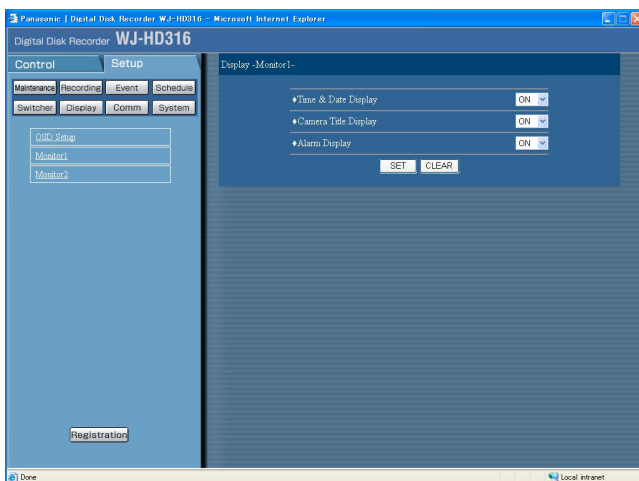 Panasonic | Digital Disk Recorder WJ-HD316 - Microsoft Internet Explorer
Digital Disk Recorder WJ-HD316
Control Setup
Maintenance Recording Event Schedule
Switcher Display Comm System
OSD Setup
Monitor1
Monitor2
Registration
Display -Monitor1-
♦Time & Date Display ON
♦Camera Title Display ON
♦Alarm Display ON
SET CLEAR
Done Local intranet